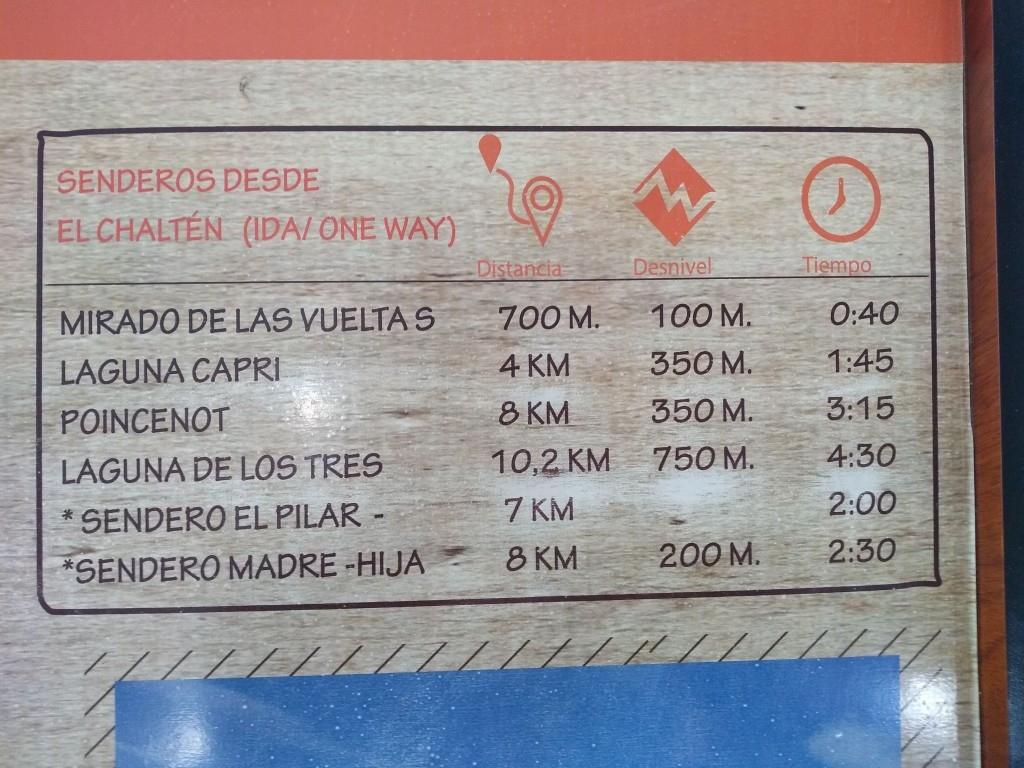 SENDEROS DESDE
EL CHALTÉN (IDA/ ONE WAY)
Distancia Desnivel Tiempo
MIRADO DE LAS VUELTA S 700 M. 100 M. 0:40
LAGUNA CAPRI 4 KM 350 M. 1:45
POINCENOT 8 KM 350 M. 3:15
LAGUNA DE LOS TRES 10,2 KM 750 M. 4:30
* SENDERO EL PILAR - 7 KM 2:00
*SENDERO MADRE -HIJA 8 KM 200 M. 2:30